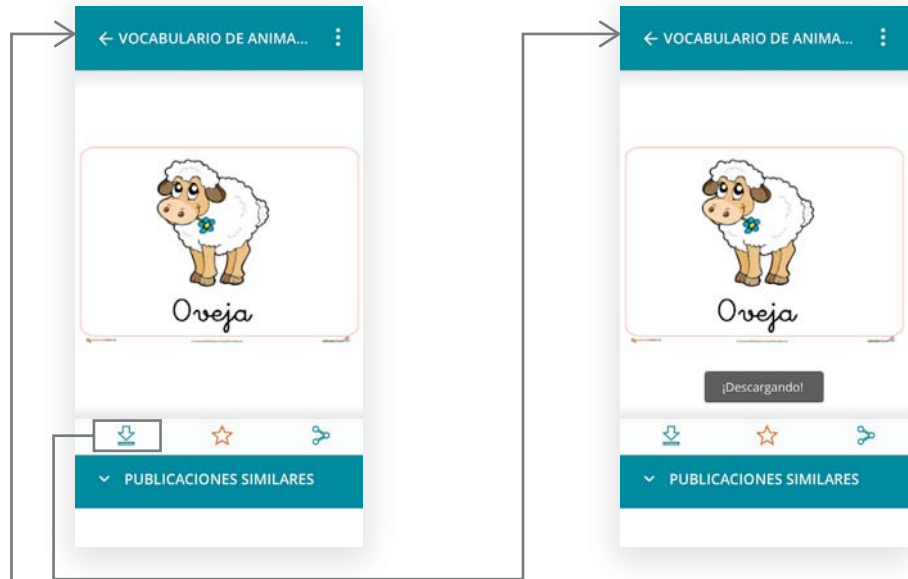 VOCABULARIO DE ANIMA...
Oveja
PUBLICACIONES SIMILARES
VOCABULARIO DE ANIMA...
Oveja
¡Descargando!
PUBLICACIONES SIMILARES